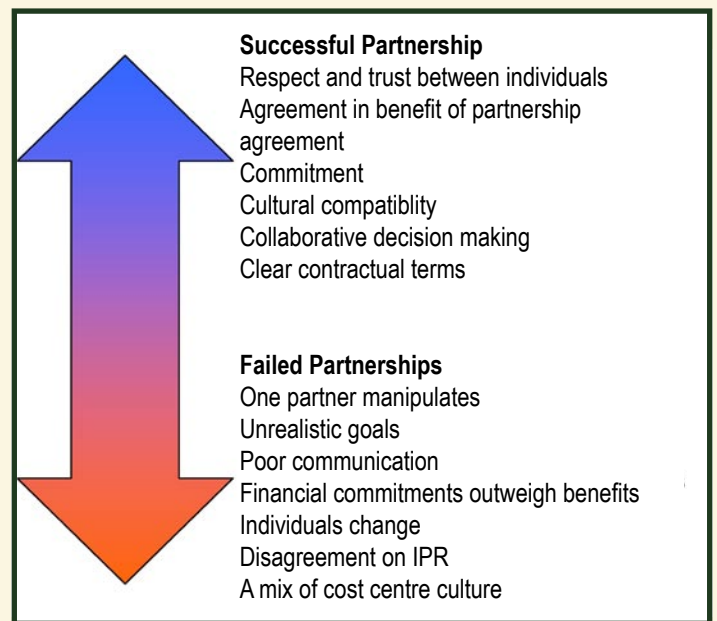 Successful Partnership
Respect and trust between individuals
Agreement in benefit of partnership
agreement
Commitment
Cultural compatiblity
Collaborative decision making
Clear contractual terms
Failed Partnerships
One partner manipulates
Unrealistic goals
Poor communication
Financial commitments outweigh benefits
Individuals change
Disagreement on IPR
A mix of cost centre culture